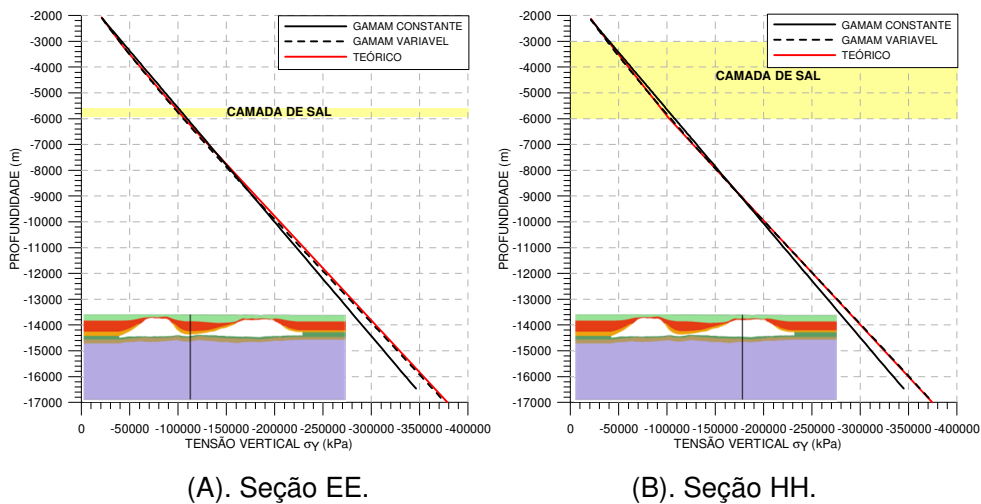 -2000
-3000
-4000
-5000
-6000
-7000
-8000
-9000
-10000
-11000
-12000
-13000
-14000
-15000
-16000
-17000
PROFUNDIDADE (m)
GAMAM CONSTANTE
GAMAM VARIAVEL
TEÓRICO
CAMADA DE SAL
0 -50000 -100000 -150000 -200000 -250000 -300000 -350000 -400000
TENSÃO VERTICAL σY (kPa)
(A). Seção EE.
-2000
-3000
-4000
-5000
-6000
-7000
-8000
-9000
-10000
-11000
-12000
-13000
-14000
-15000
-16000
-17000
PROFUNDIDADE (m)
GAMAM CONSTANTE
GAMAM VARIAVEL
TEÓRICO
CAMADA DE SAL
0 -50000 -100000 -150000 -200000 -250000 -300000 -350000 -400000
TENSÃO VERTICAL σY (kPa)
(B). Seção HH.